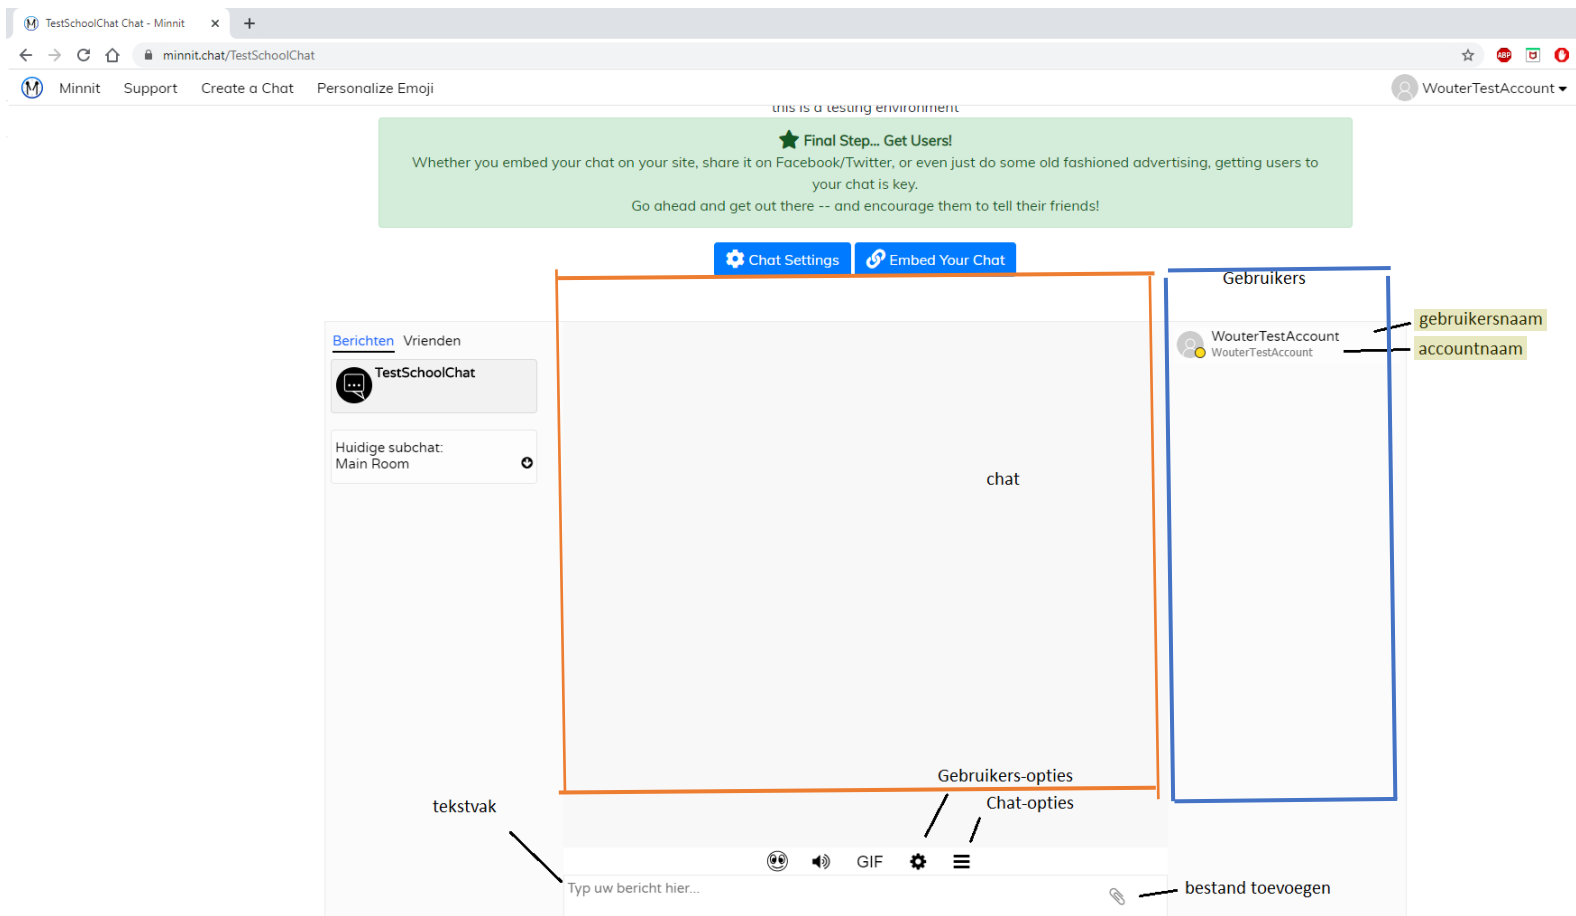 TestSchoolChat Chat - Minnit
minnit.chat/TestSchoolChat
ABP
Minnit Support Create a Chat Personalize Emoji
WouterTestAccount
this is a testing environment
Final Step... Get Users!
Whether you embed your chat on your site, share it on Facebook/Twitter, or even just do some old fashioned advertising, getting users to
your chat is key.
Go ahead and get out there -- and encourage them to tell their friends!
Chat Settings
Embed Your Chat
Gebruikers
gebruikersnaam
accountnaam
Berichten Vrienden
WouterTestAccount
WouterTestAccount
TestSchoolChat
Huidige subchat:
Main Room
chat
Gebruikers-opties
Chat-opties
tekstvak
GIF
Typ uw bericht hier...
bestand toevoegen